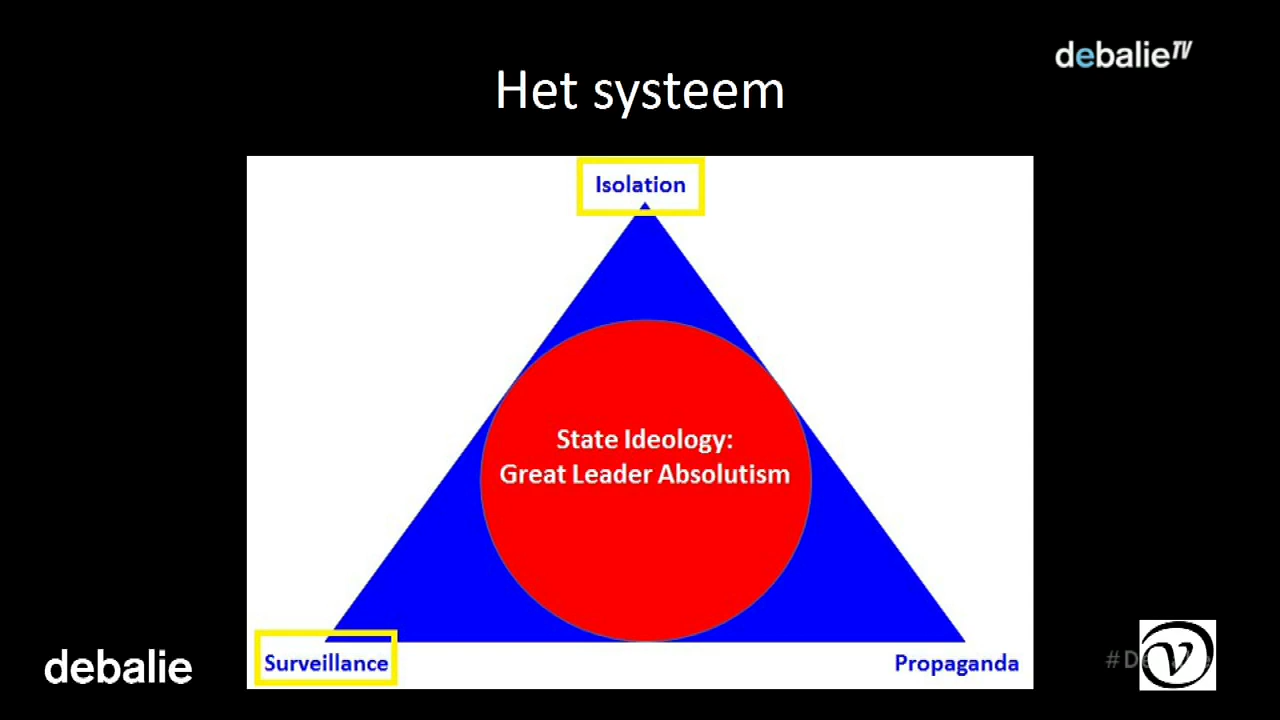 debalieTV
Het systeem
Isolation
State Ideology:
Great Leader Absolutism
Surveillance
Propaganda
debalie
v